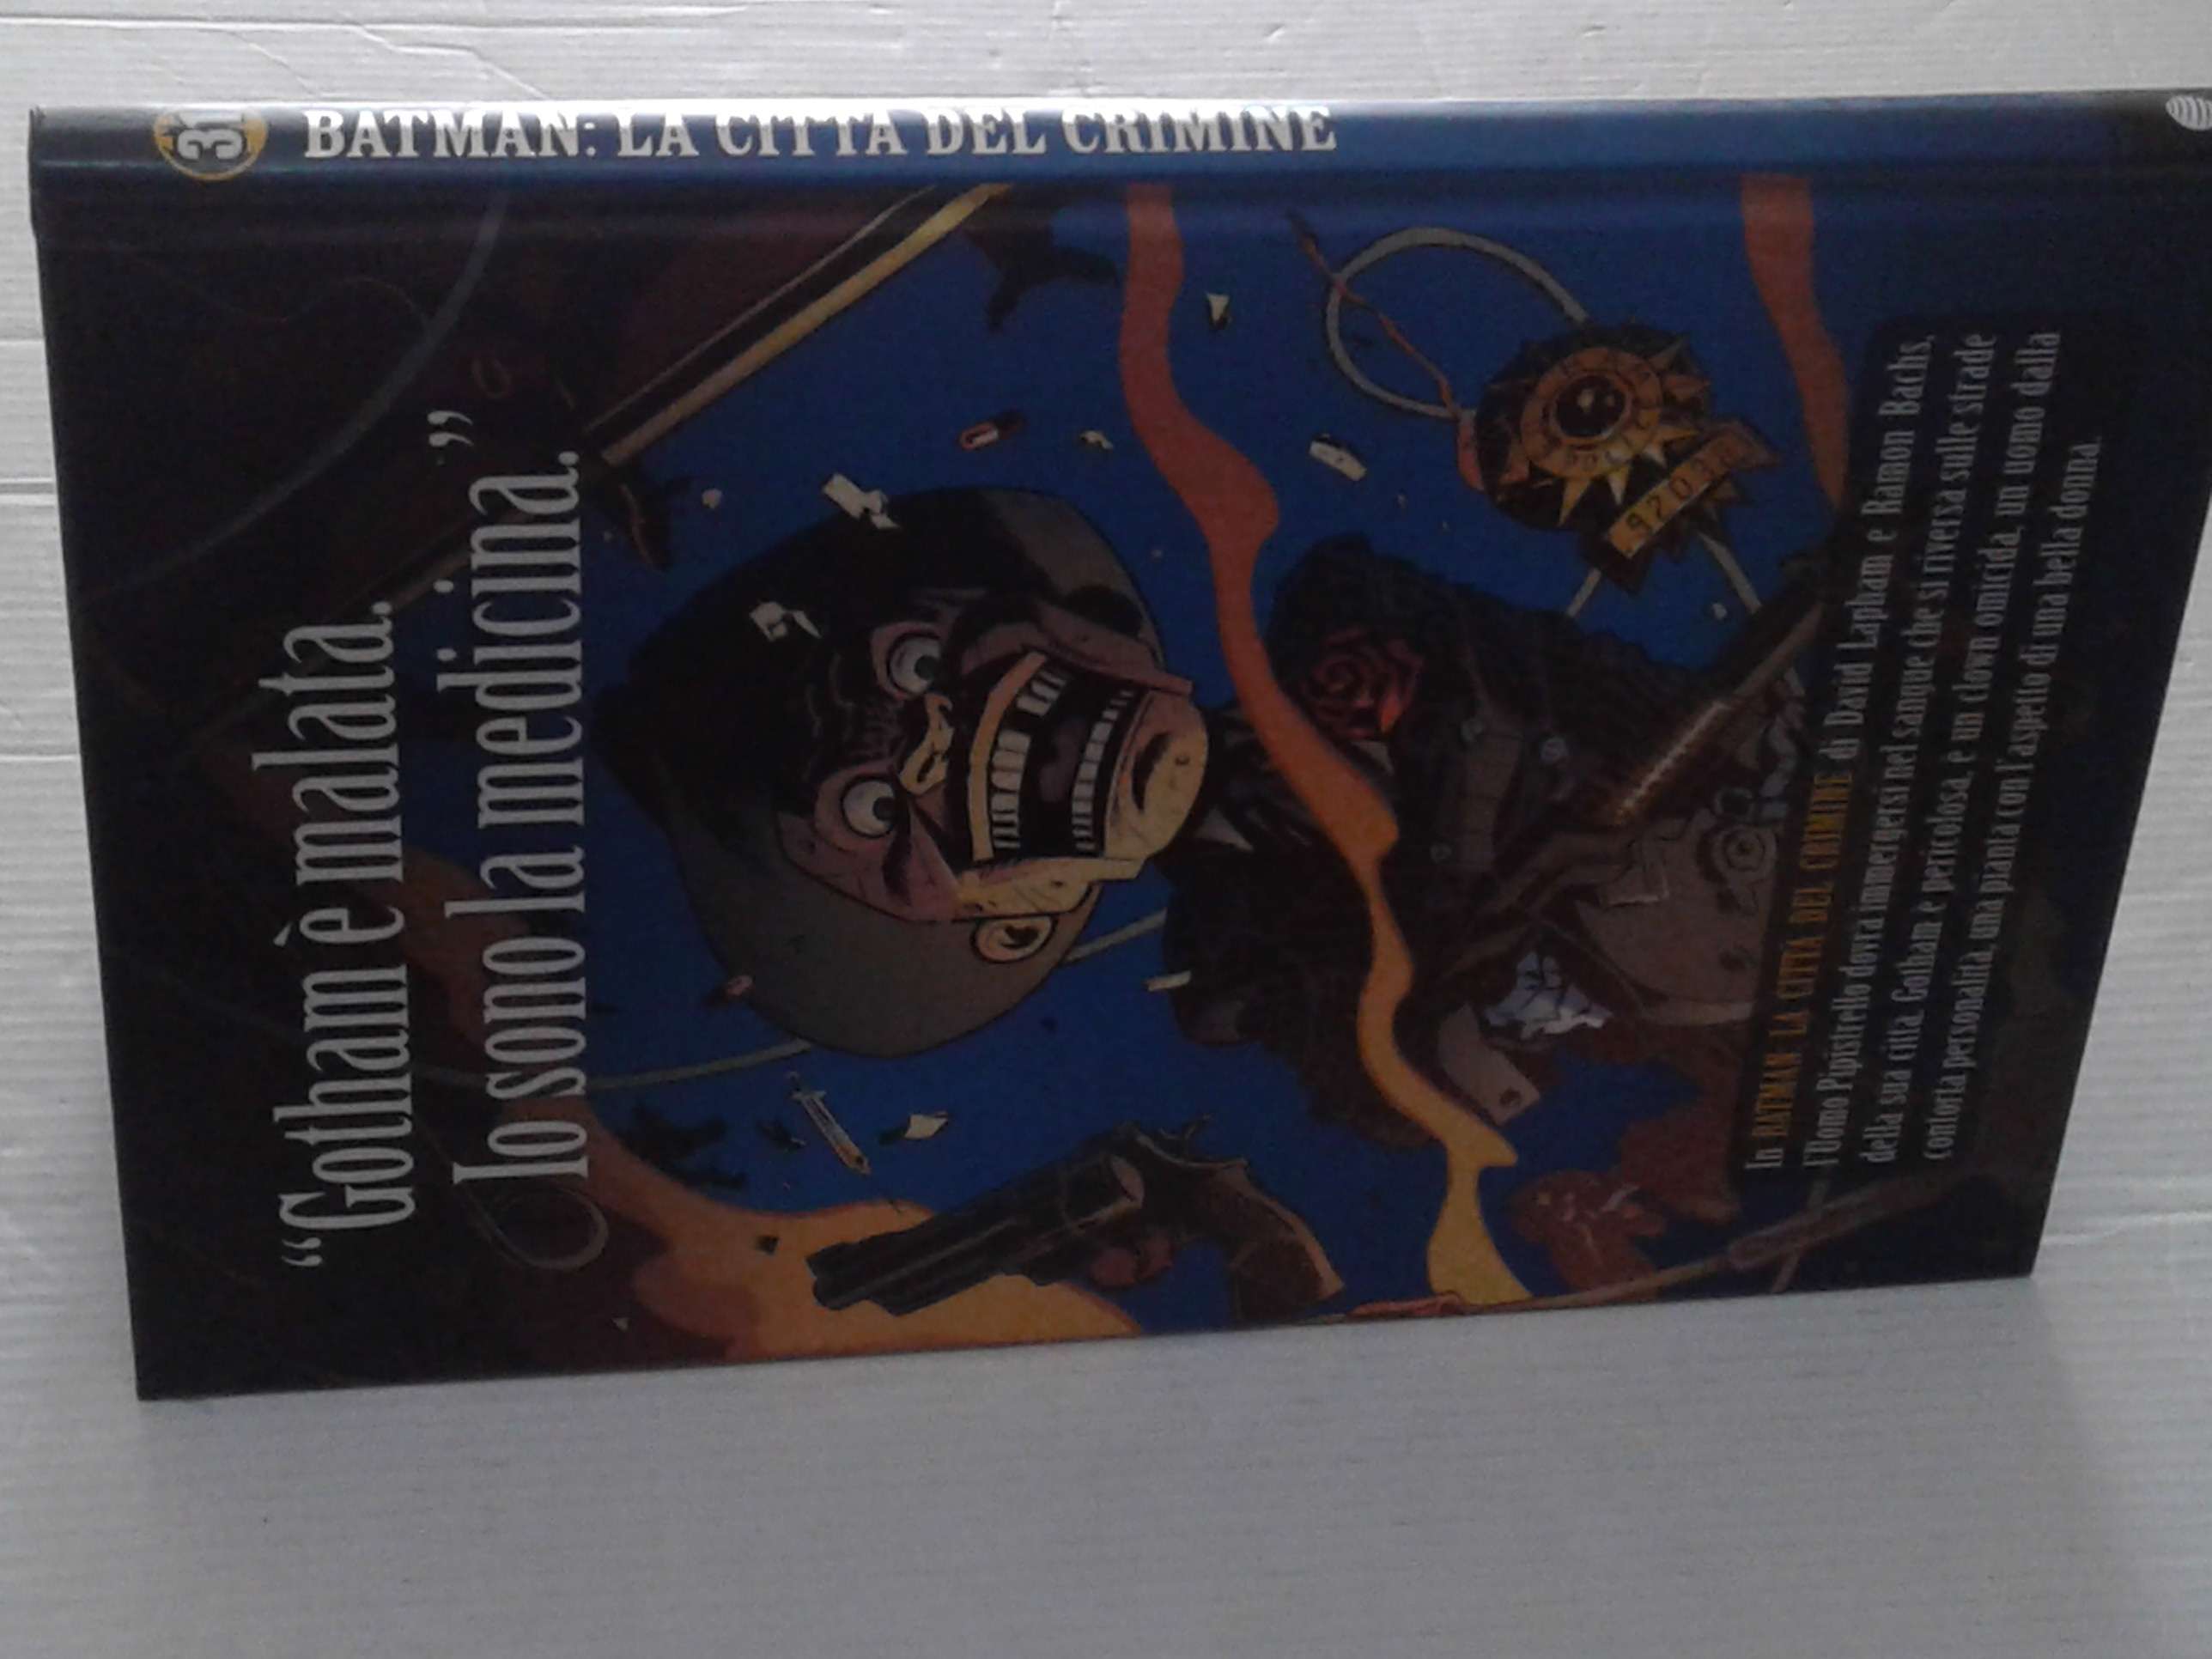 31 BATMAN: LA CITTÀ DEL CRIMINE
“Gotham è malata.
Io sono la medicina.”
In BATMAN: LA CITTÀ DEL CRIMINE di David Lapham e Ramon Bachs,
l'Uomo Pipistrello dovrà immergersi nel sangue che si riversa sulle strade
della sua città. Gotham è pericolosa, e un clown omicida, un uomo dalla
contorta personalità, una pianta con l'aspetto di una bella donna.
POLICE